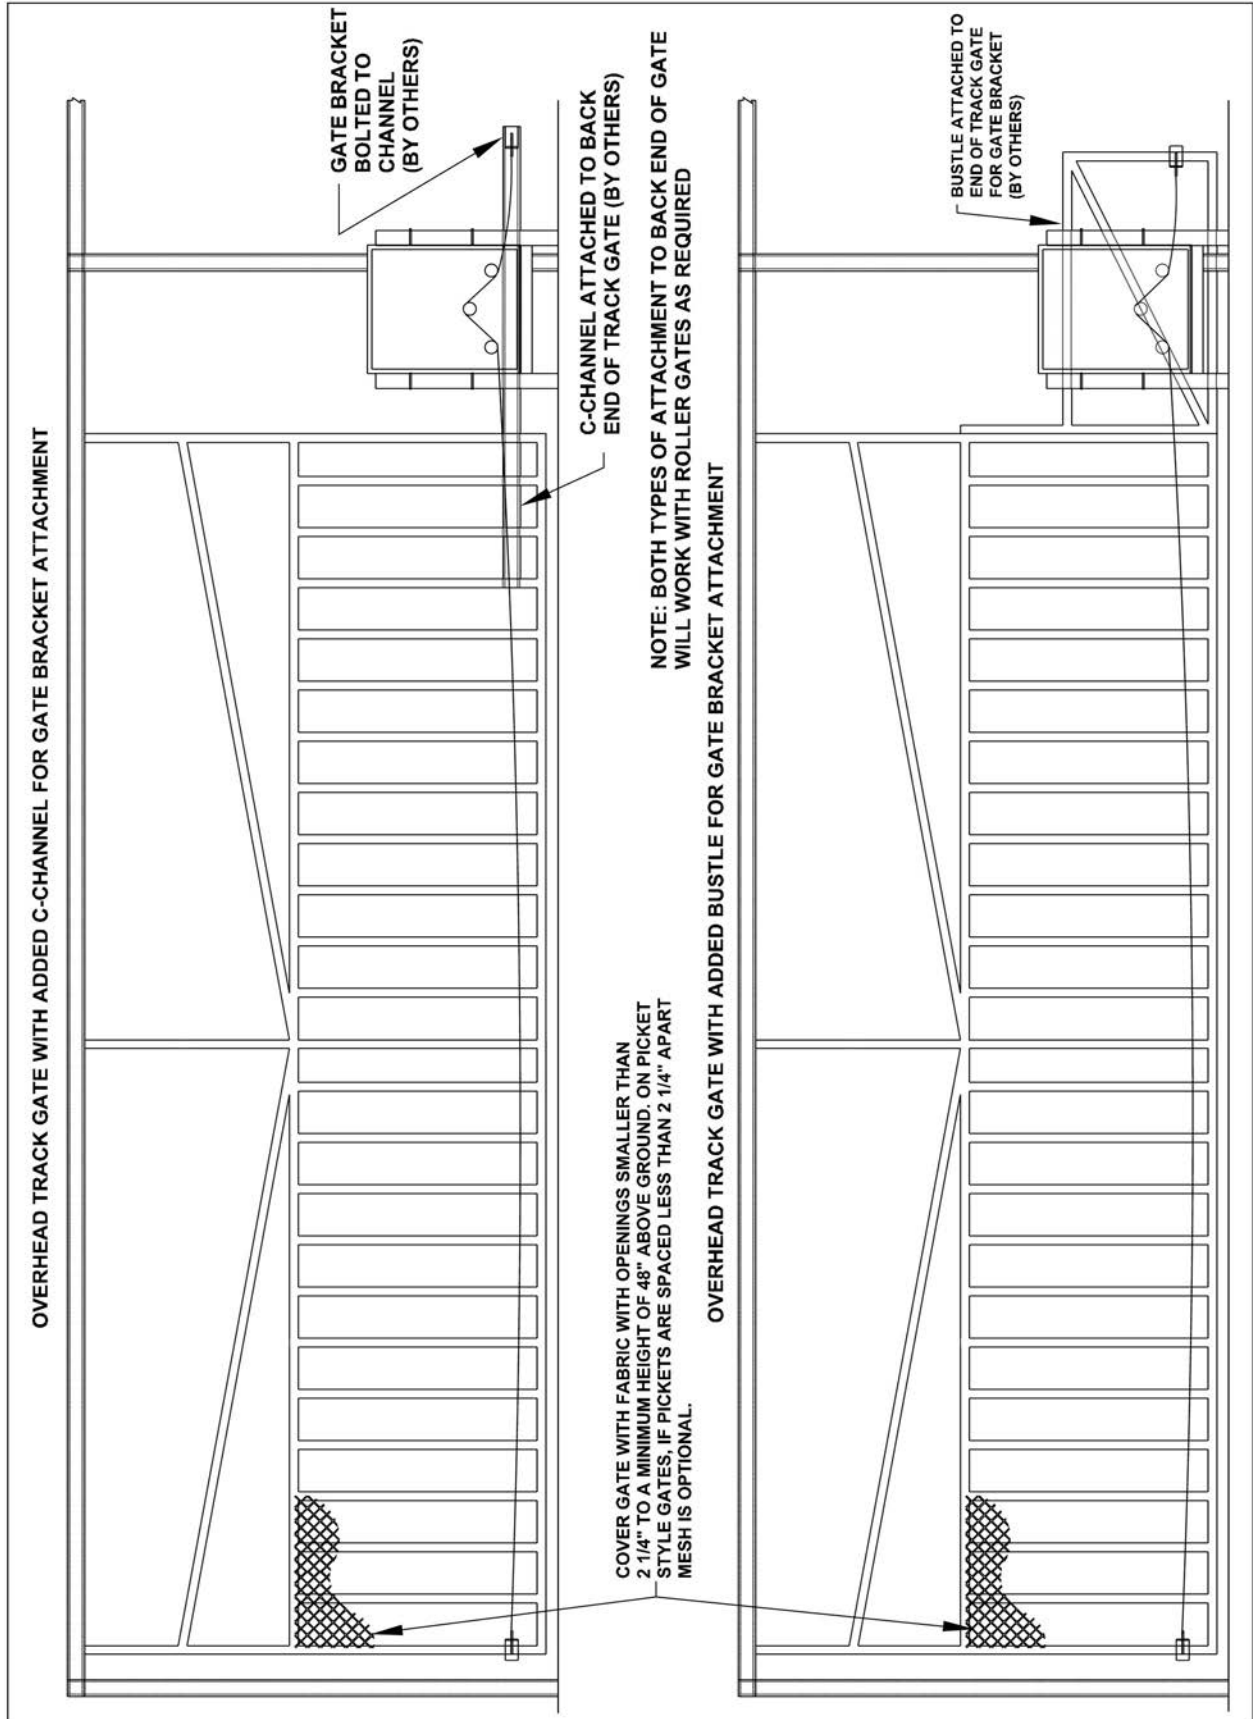 OVERHEAD TRACK GATE WITH ADDED C-CHANNEL FOR GATE BRACKET ATTACHMENT
GATE BRACKET
BOLTED TO
CHANNEL
(BY OTHERS)
C-CHANNEL ATTACHED TO BACK
END OF TRACK GATE (BY OTHERS)
NOTE: BOTH TYPES OF ATTACHMENT TO BACK END OF GATE
WILL WORK WITH ROLLER GATES AS REQUIRED
COVER GATE WITH FABRIC WITH OPENINGS SMALLER THAN
2 1/4" TO A MINIMUM HEIGHT OF 48" ABOVE GROUND. ON PICKET
STYLE GATES, IF PICKETS ARE SPACED LESS THAN 2 1/4" APART
MESH IS OPTIONAL.
OVERHEAD TRACK GATE WITH ADDED BUSTLE FOR GATE BRACKET ATTACHMENT
BUSTLE ATTACHED TO
END OF TRACK GATE
FOR GATE BRACKET
(BY OTHERS)